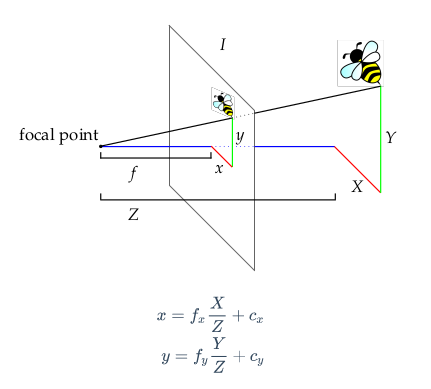 I
focal point
y
Y
f
x
X
Z
x = f_x X/Z + c_x
y = f_y Y/Z + c_y